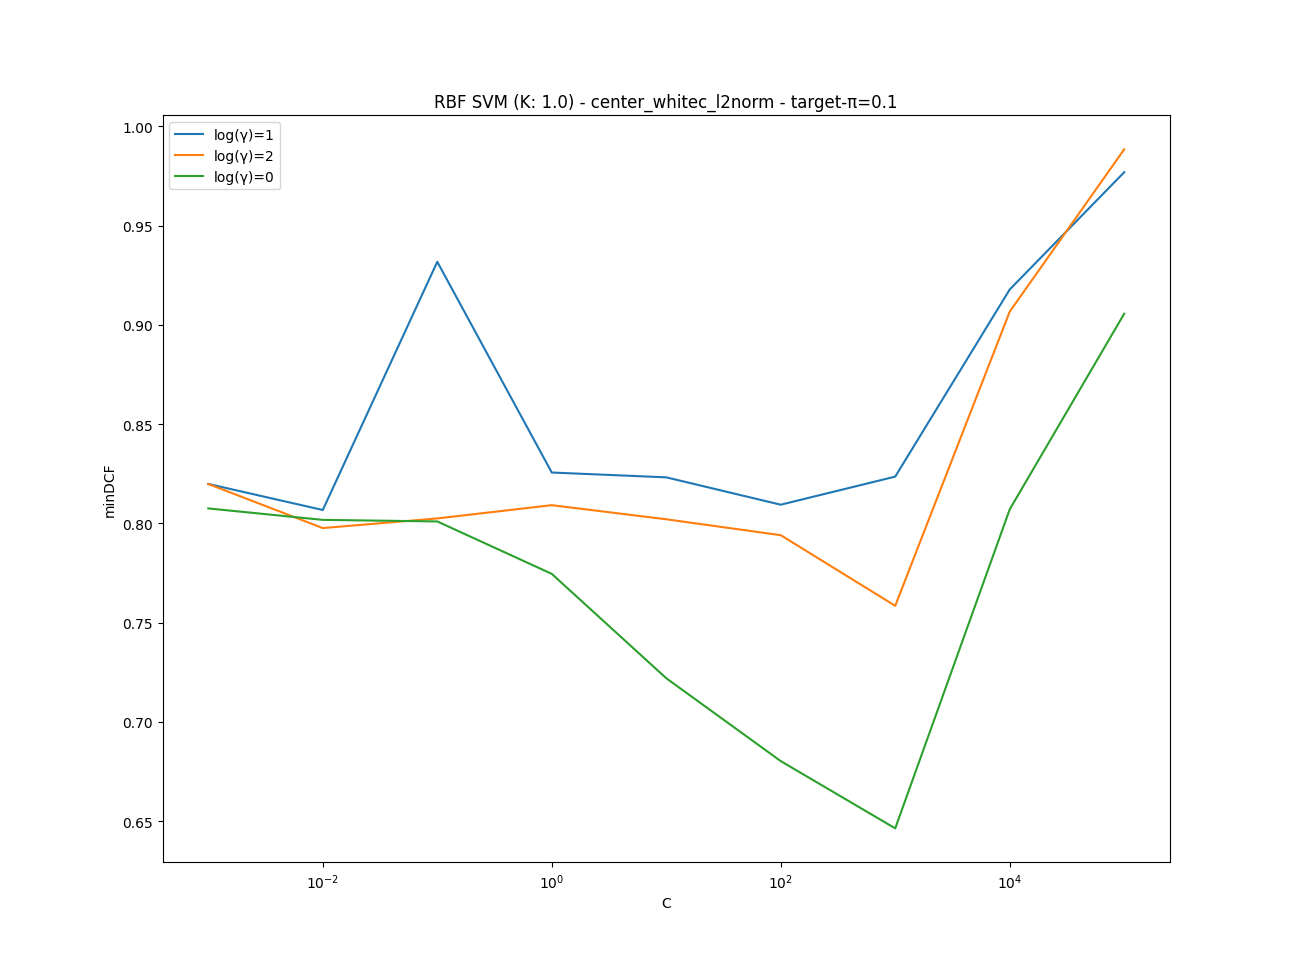 RBF SVM (K: 1.0) - center_whitec_l2norm - target-π=0.1
1.00
0.95
0.90
0.85
0.80
0.75
0.70
0.65
minDCF
log(γ)=1
log(γ)=2
log(γ)=0
10⁻² 10⁰ 10² 10⁴
C